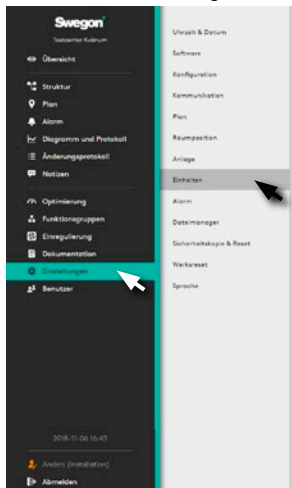 Swegon
Testcenter Kvänum
Übersicht
Struktur
Plan
Alarm
Diagramm und Protokoll
Änderungsprotokoll
Notizen
Optimierung
Funktionsgruppen
Einregulierung
Dokumentation
Einstellungen
Benutzer
2018-11-06 16:43
Anders (Installation)
Abmelden
Uhrzeit & Datum
Software
Konfiguration
Kommunikation
Plan
Raumposition
Anlage
Einheiten
Alarm
Dateimanager
Sicherheitskopie & Reset
Werksreset
Sprache